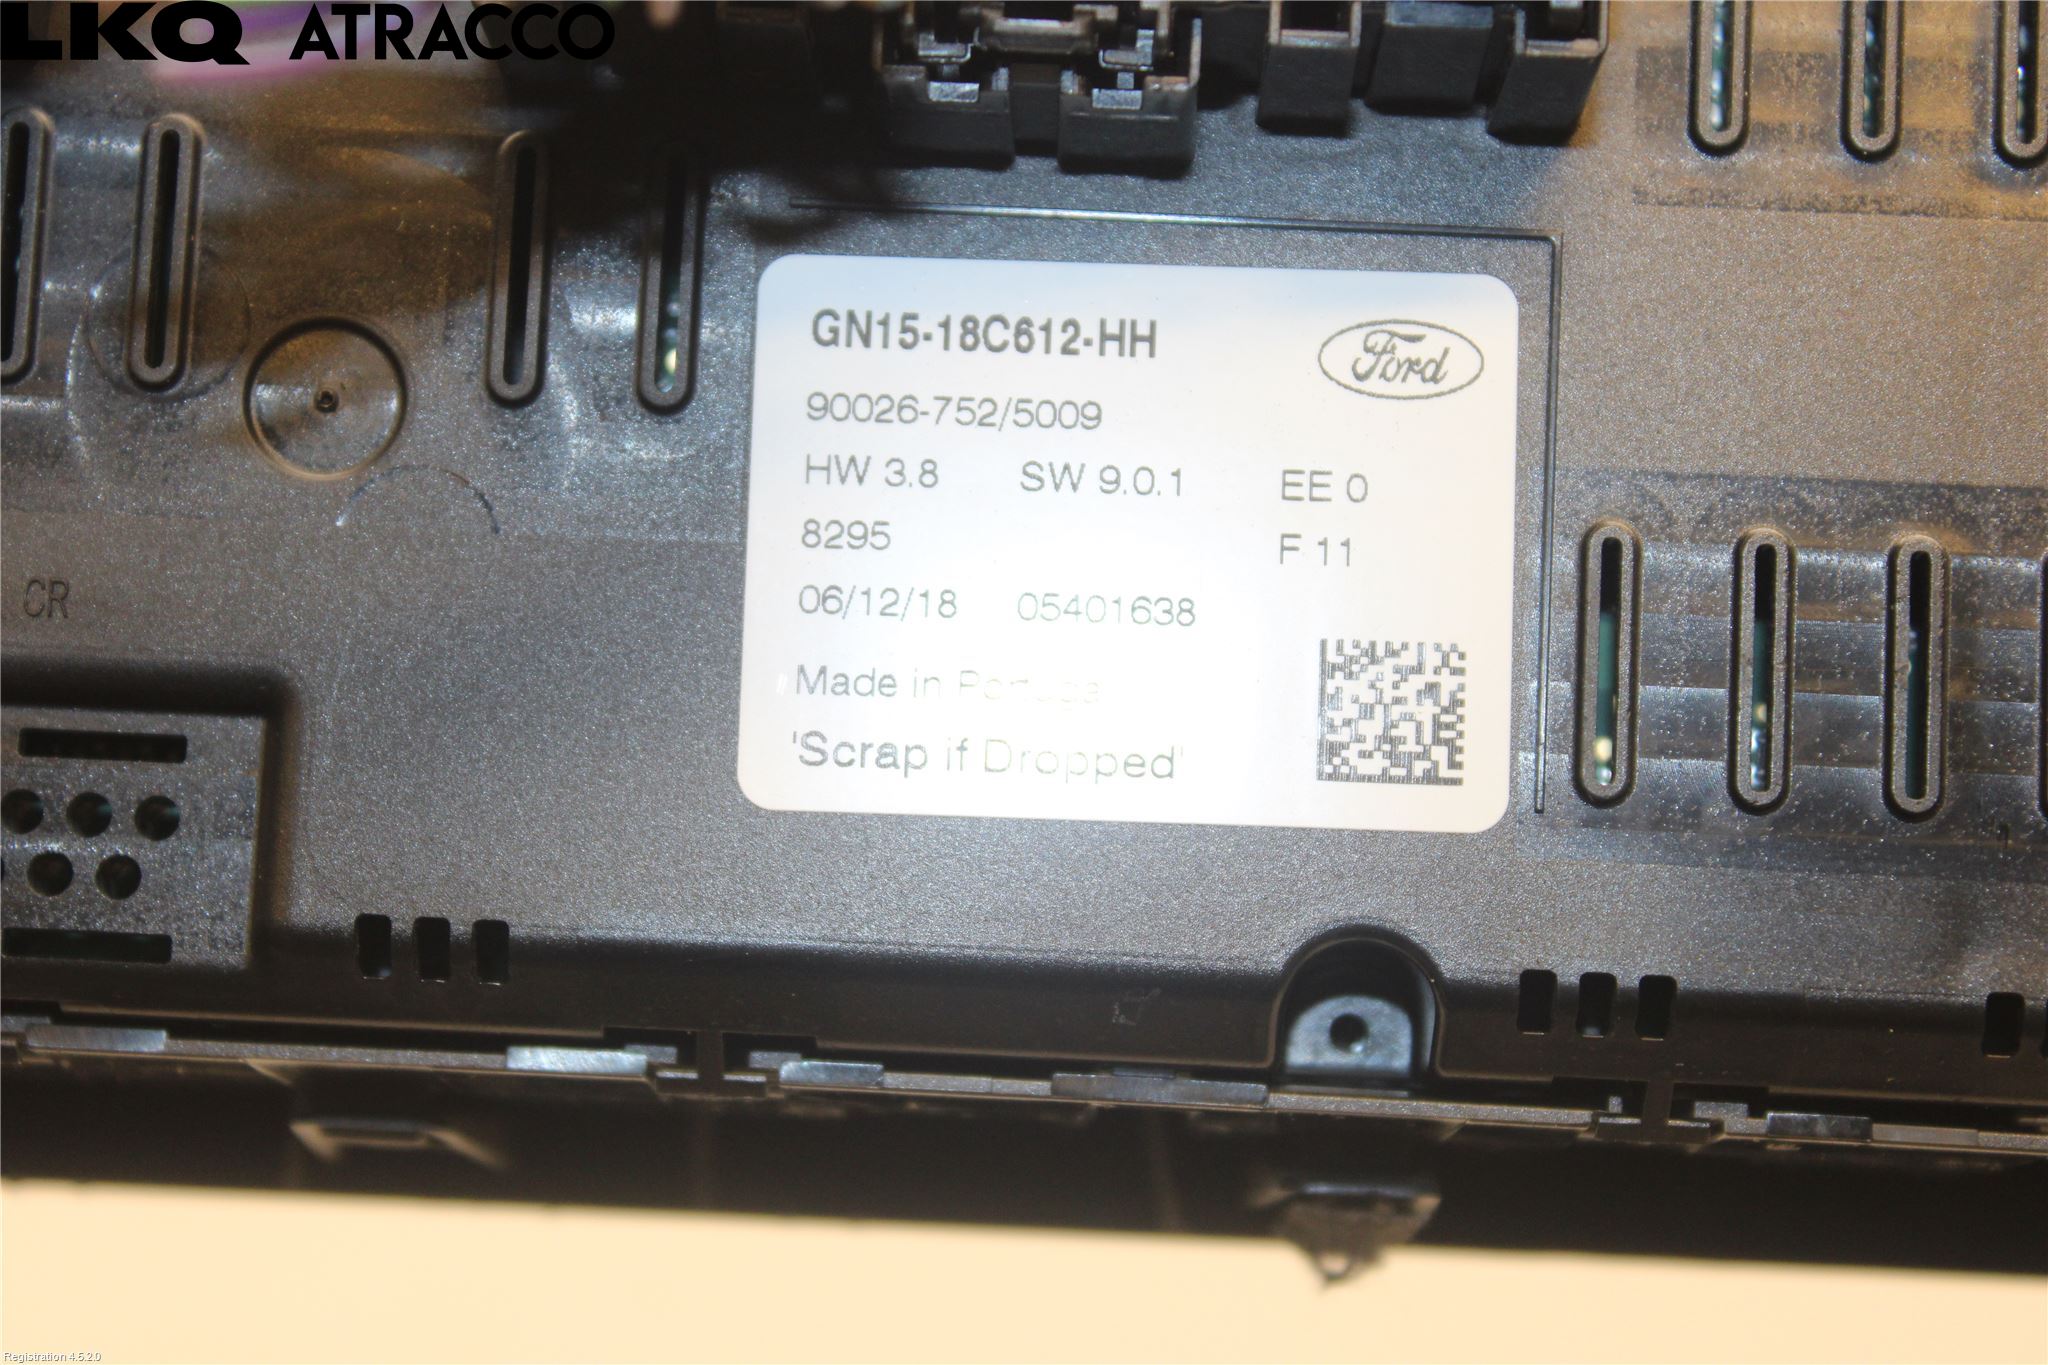 LKQ ATRACCO
GN15-18C612-HH
Ford
90026-752/5009
HW 3.8 SW 9.0.1 EE 0
8295 F 11
06/12/18 05401638
Made in
'Scrap if Dropped'
CR
Registration 4.5.2.0